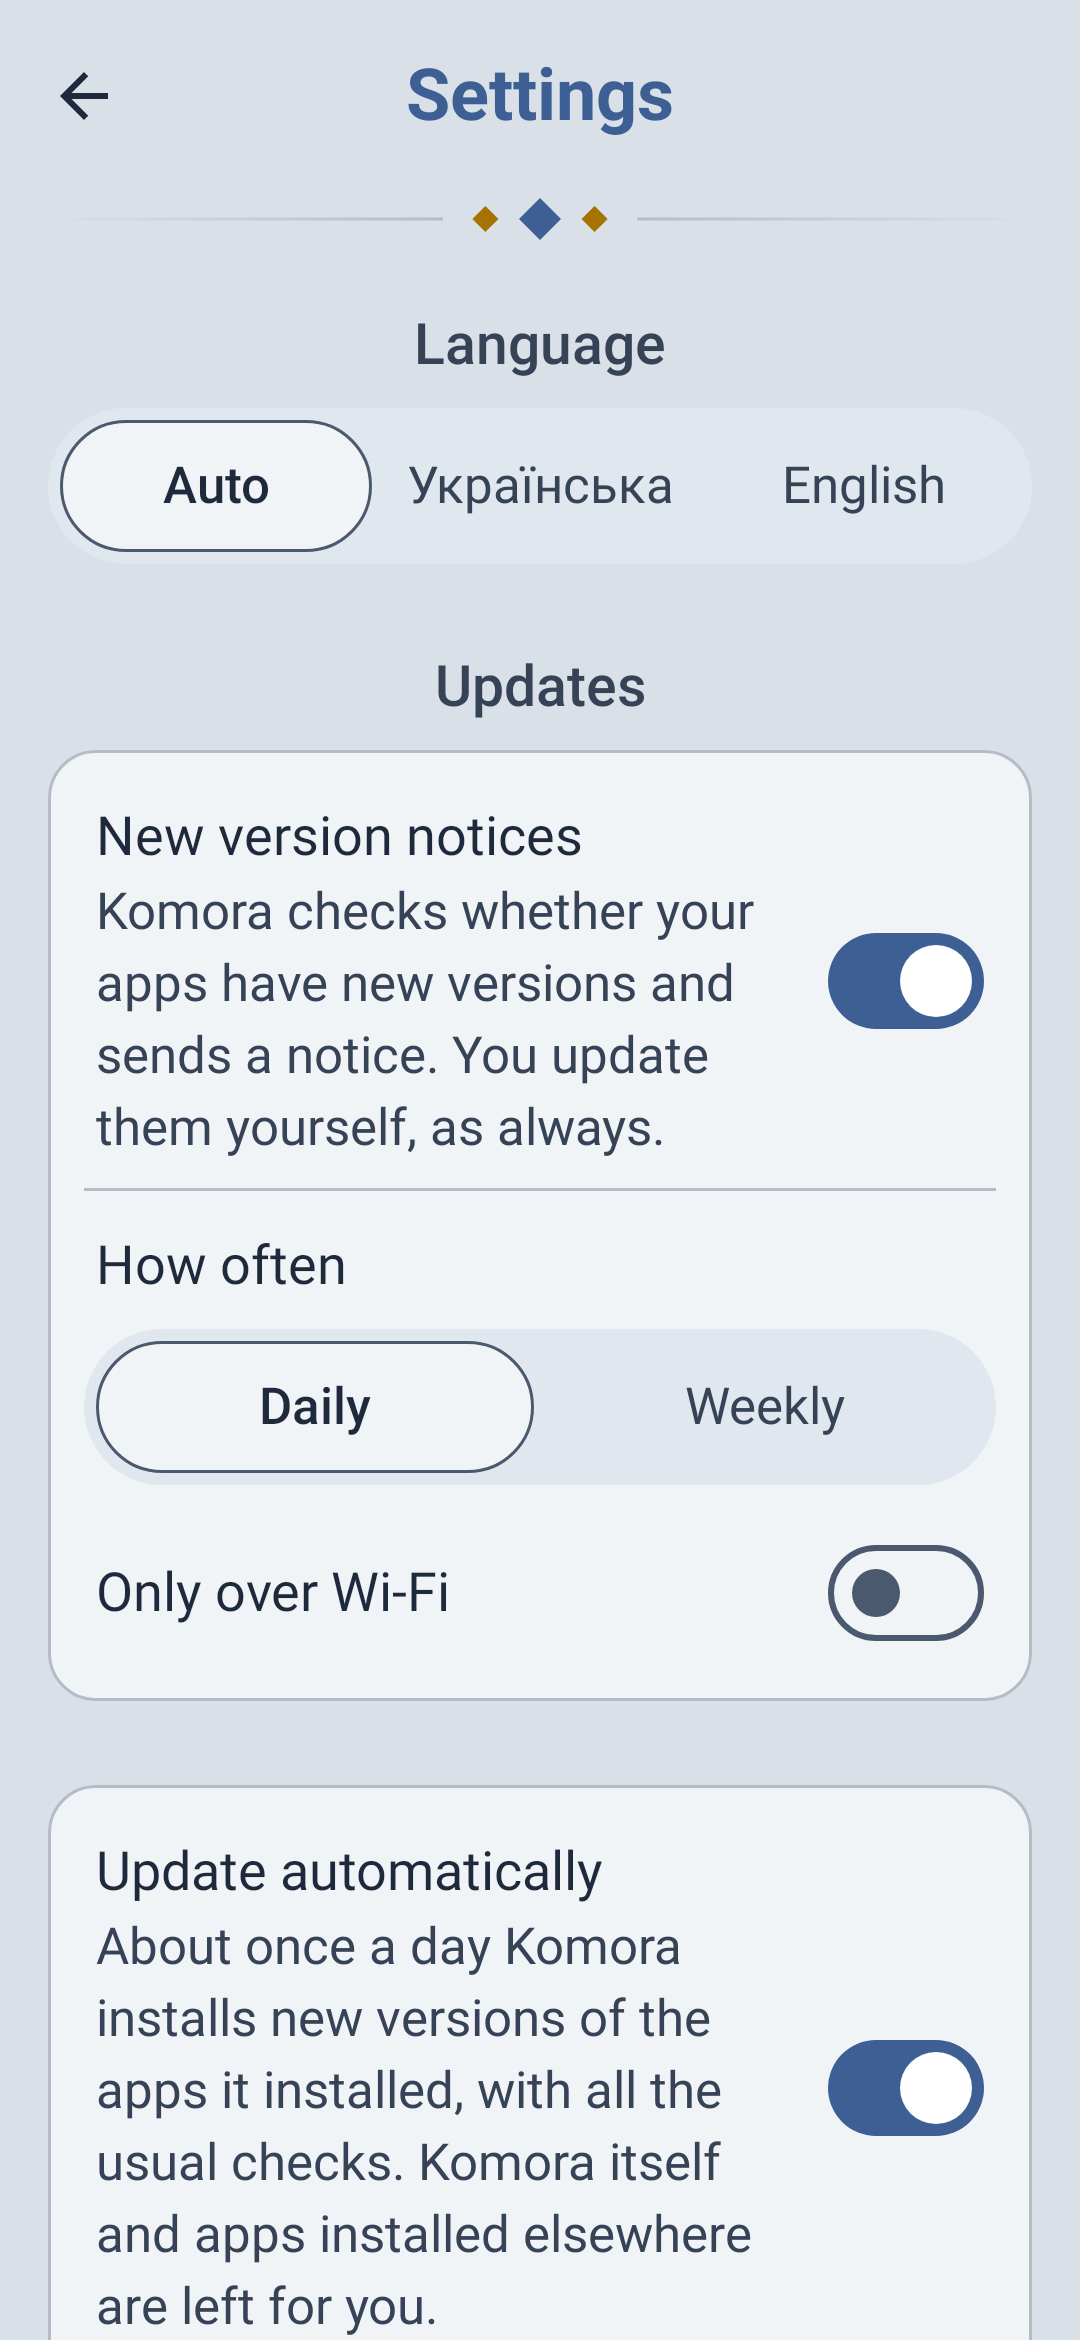 Settings
Language
Auto
Українська
English
Updates
New version notices
Komora checks whether your
apps have new versions and
sends a notice. You update
them yourself, as always.
How often
Daily
Weekly
Only over Wi-Fi
Update automatically
About once a day Komora
installs new versions of the
apps it installed, with all the
usual checks. Komora itself
and apps installed elsewhere
are left for you.